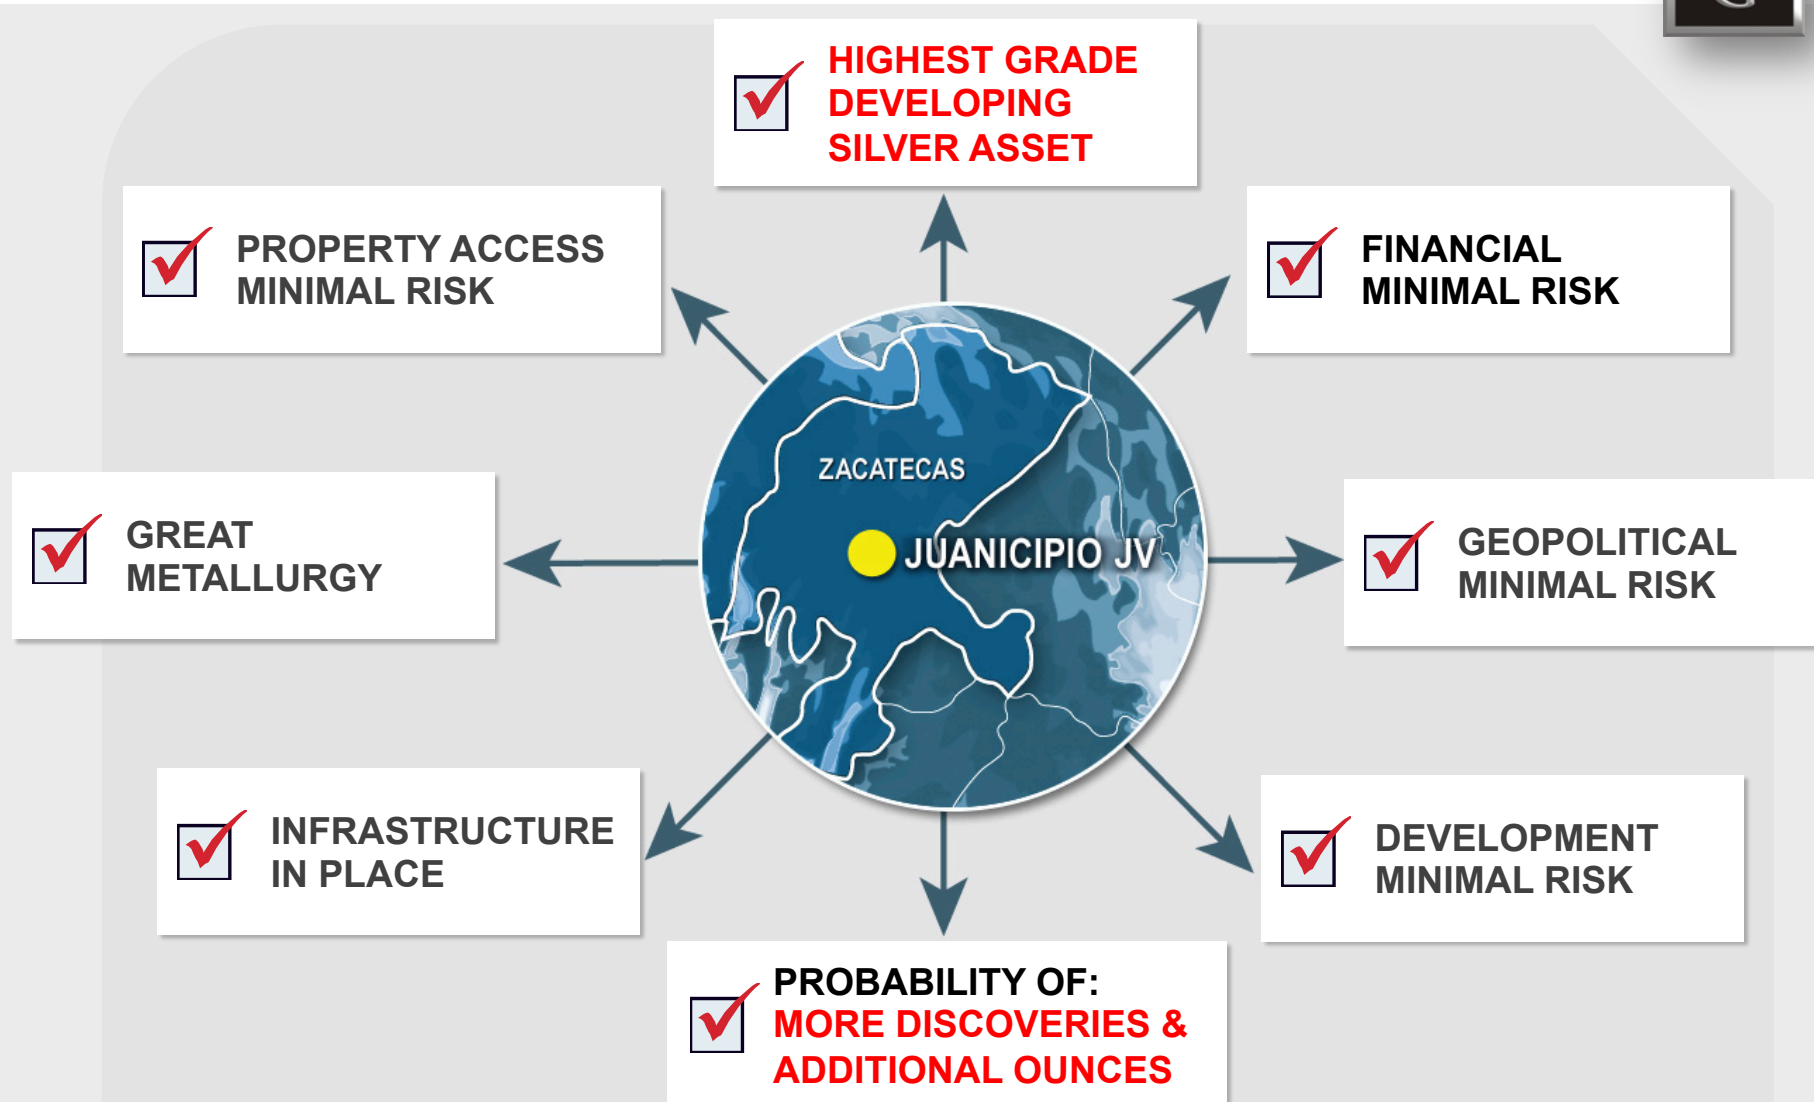 HIGHEST GRADE
DEVELOPING
SILVER ASSET
PROPERTY ACCESS
MINIMAL RISK
FINANCIAL
MINIMAL RISK
ZACATECAS
JUANICIPIO JV
GREAT
METALLURGY
GEOPOLITICAL
MINIMAL RISK
INFRASTRUCTURE
IN PLACE
DEVELOPMENT
MINIMAL RISK
PROBABILITY OF:
MORE DISCOVERIES &
ADDITIONAL OUNCES